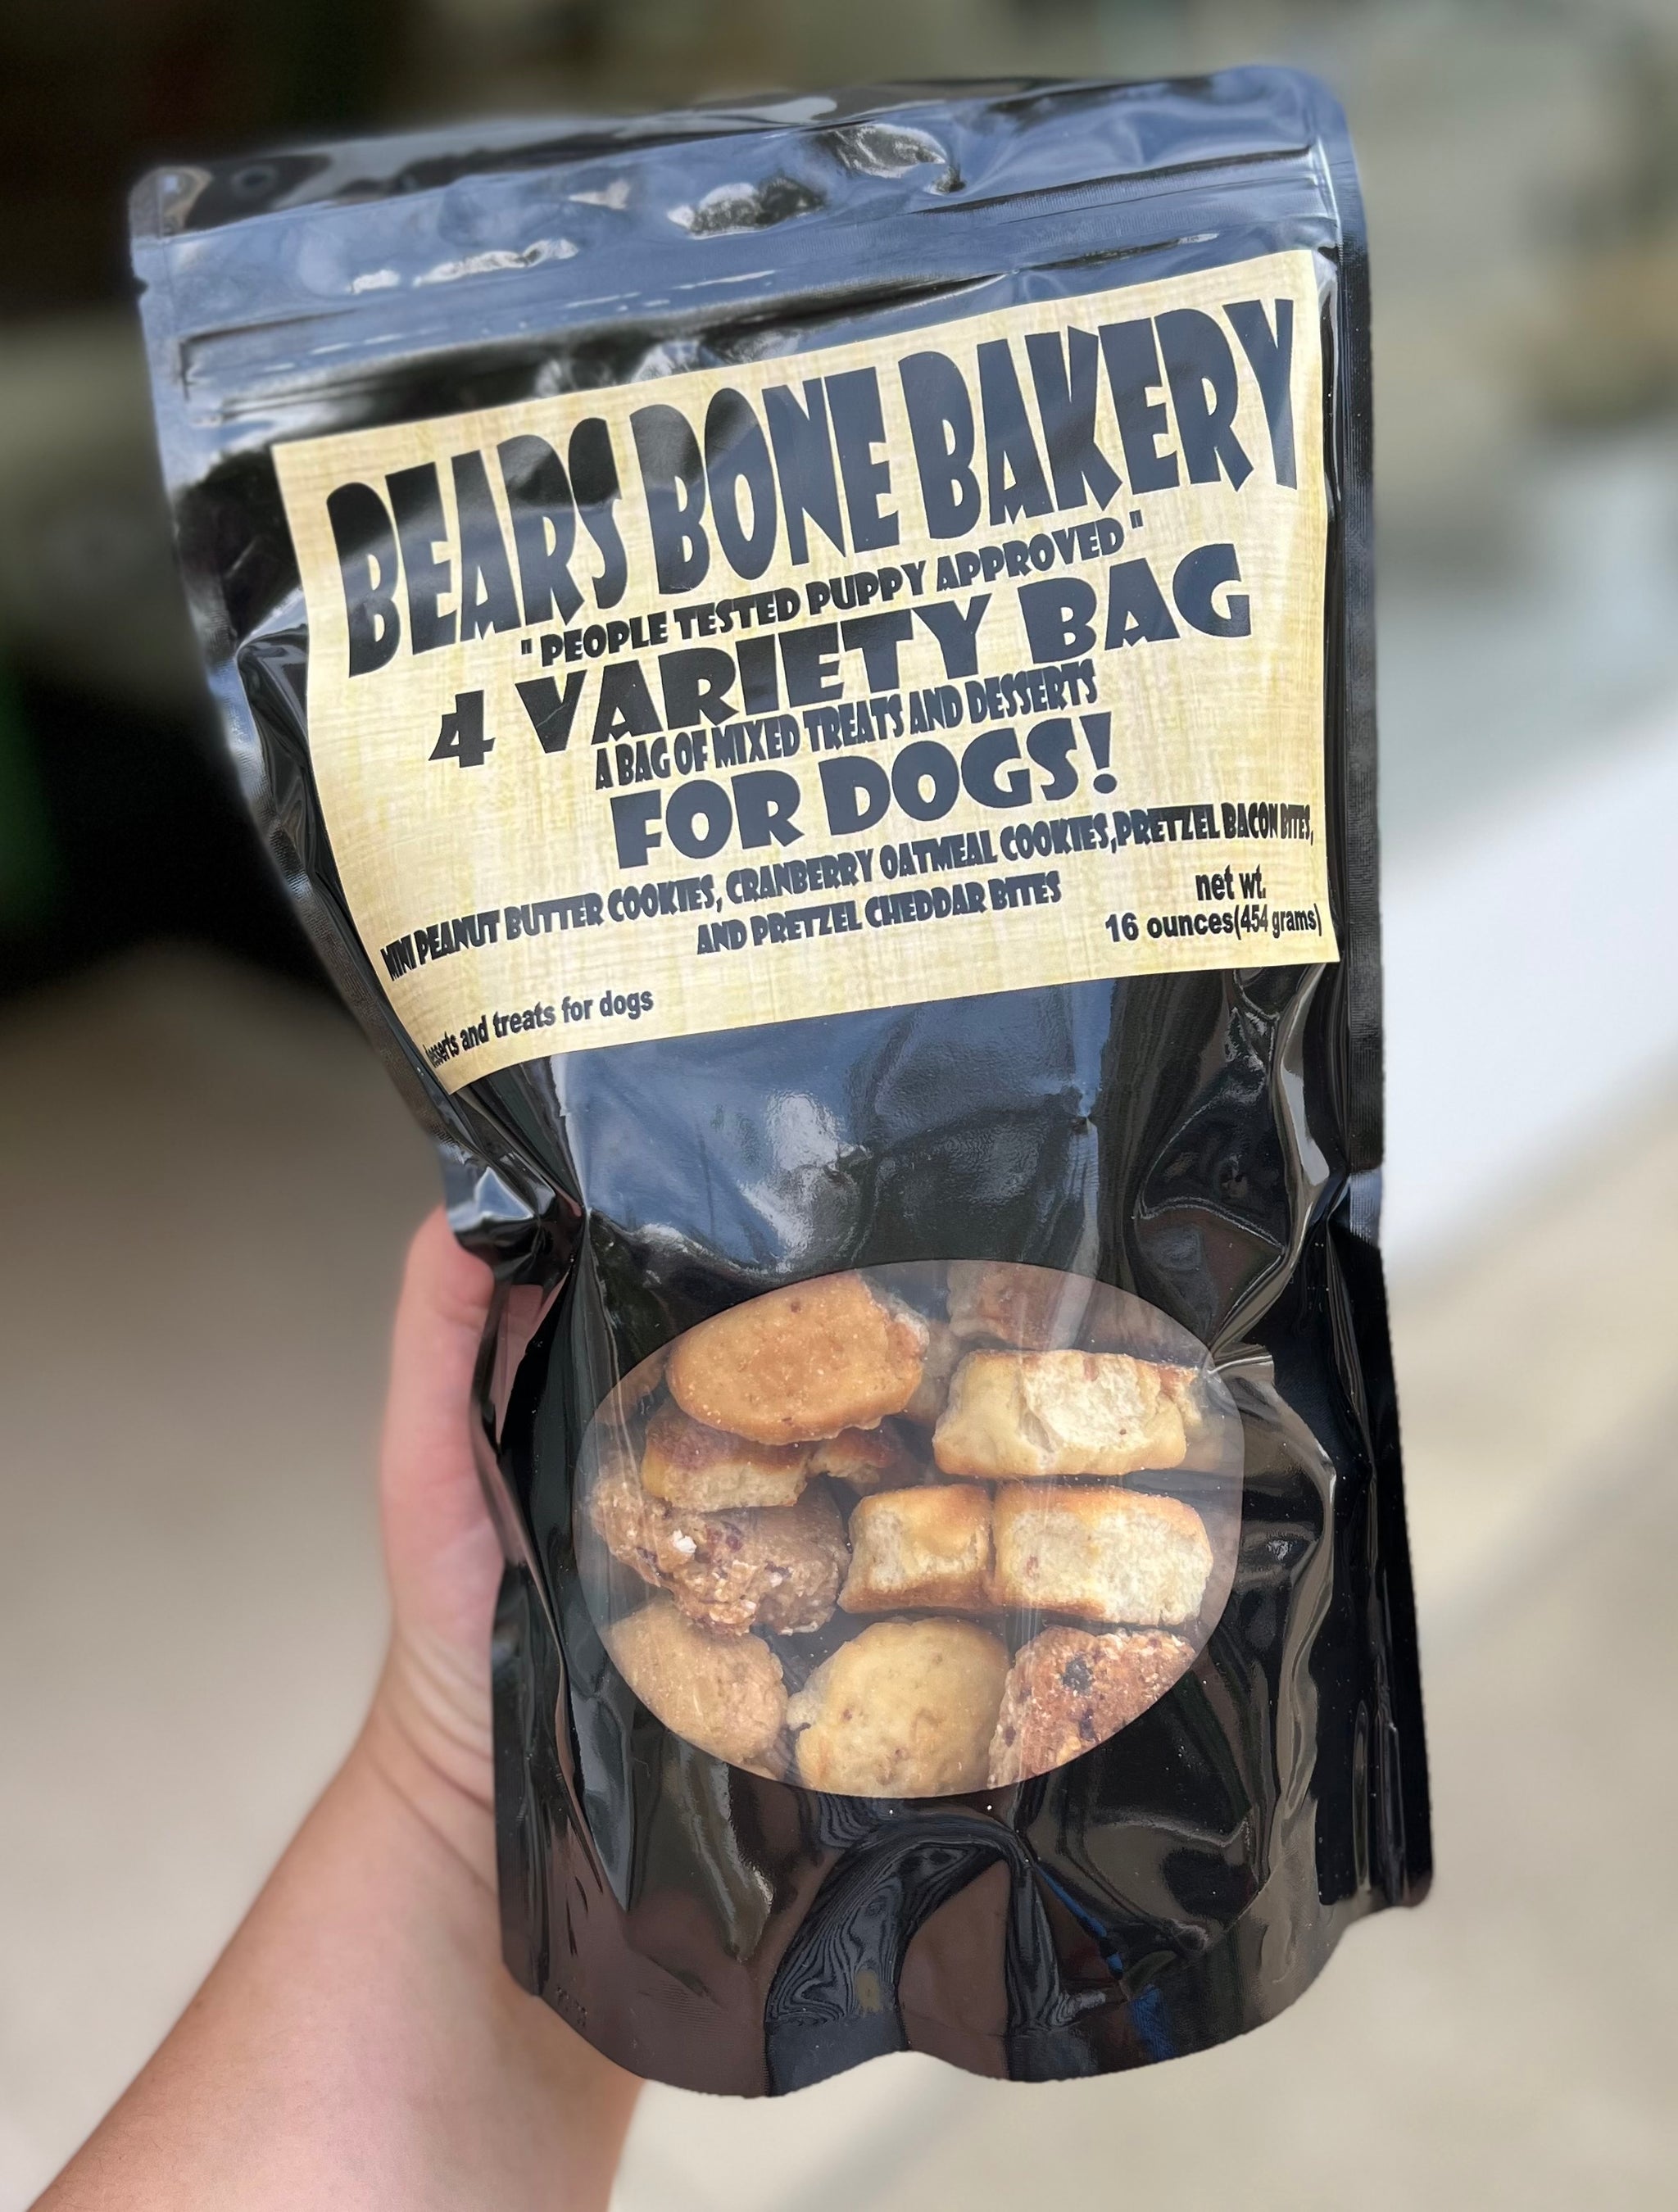 BEARS BONE BAKERY
" PEOPLE TESTED PUPPY APPROVED "
4 VARIETY BAG
A BAG OF MIXED TREATS AND DESSERTS
FOR DOGS!
MINI PEANUT BUTTER COOKIES, CRANBERRY OATMEAL COOKIES,PRETZEL BACON BITES,
AND PRETZEL CHEDDAR BITES
net wt.
16 ounces(454 grams)
and treats for dogs